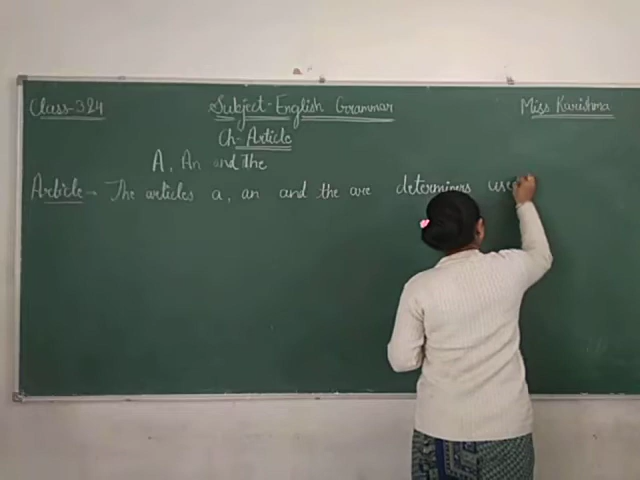 Class-3&4 Subject-English Grammar Miss Karishma
Ch-Article
A, An and the
Article → The articles a, an and the are determiners use